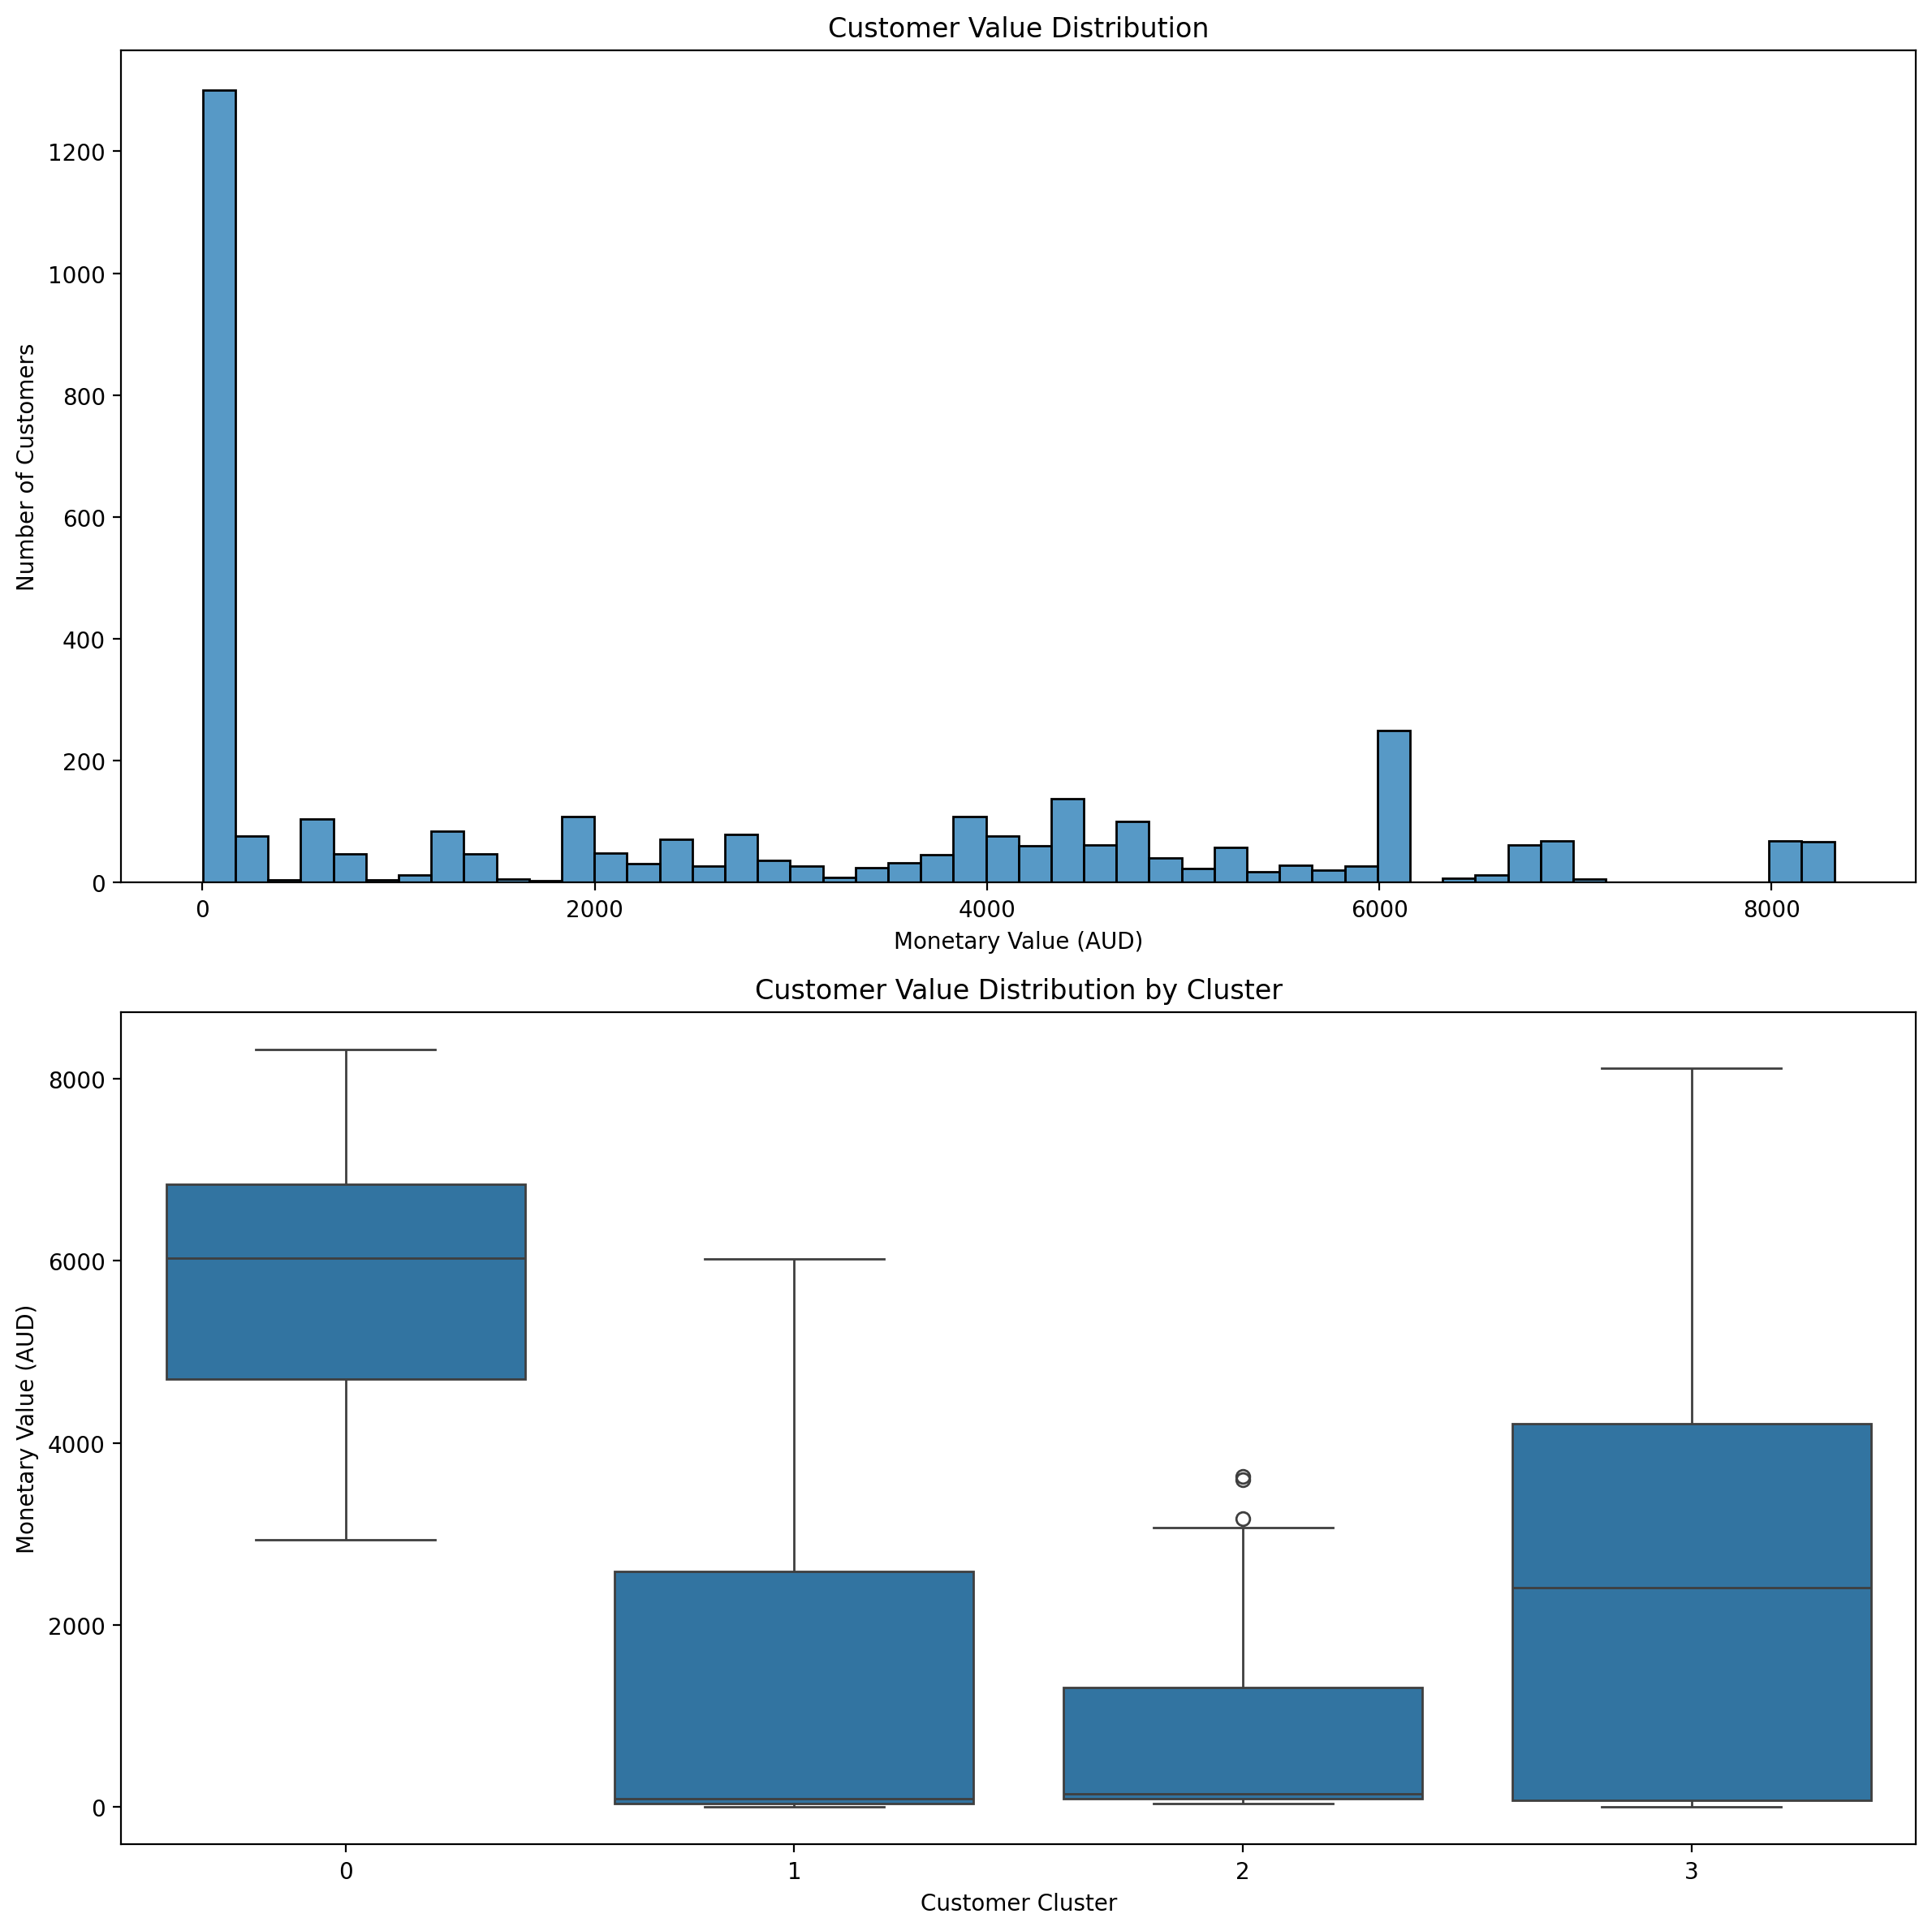 Customer Value Distribution
Number of Customers
1200
1000
800
600
400
200
0
0 2000 4000 6000 8000
Monetary Value (AUD)
Customer Value Distribution by Cluster
Monetary Value (AUD)
8000
6000
4000
2000
0
0 1 2 3
Customer Cluster